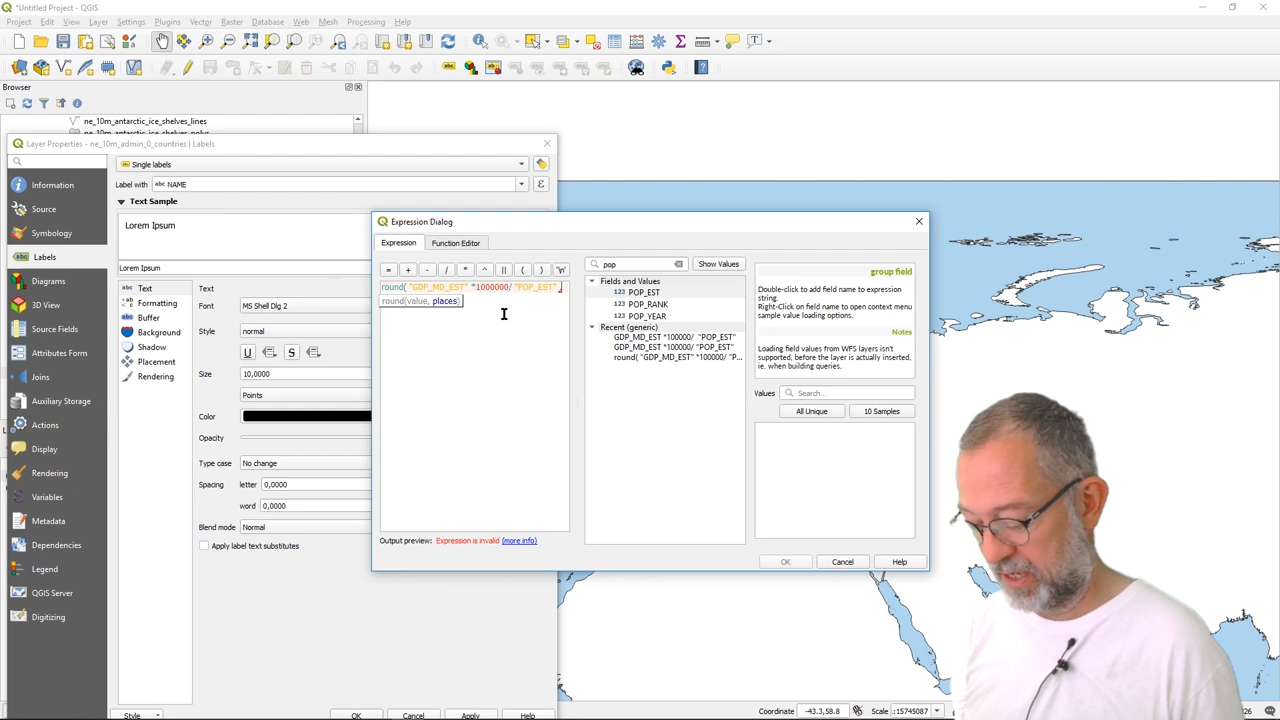 *Untitled Project - QGIS
Project Edit View Layer Settings Plugins Vector Raster Database Web Mesh Processing Help
Browser
ne_10m_antarctic_ice_shelves_lines
ne_10m_antarctic_ice_shelves_polys
Layer Properties - ne_10m_admin_0_countries | Labels
Single labels
Label with abc NAME
Text Sample
Lorem Ipsum
Lorem Ipsum
Information
Source
Symbology
Labels
Diagrams
3D View
Source Fields
Attributes Form
Joins
Auxiliary Storage
Actions
Display
Rendering
Variables
Metadata
Dependencies
Legend
QGIS Server
Digitizing
Text
Formatting
Buffer
Background
Shadow
Placement
Rendering
Font MS Shell Dlg 2
Style normal
Size 10,0000
Points
Color
Opacity
Type case No change
Spacing letter 0,0000
word 0,0000
Blend mode Normal
Apply label text substitutes
Style OK Cancel Apply Help
Expression Dialog
Expression Function Editor
= + - / * ^ || ( ) '\n'
round( "GDP_MD_EST" *1000000/ "POP_EST" ,
round(value, places)
pop
Show Values
Fields and Values
123 POP_EST
123 POP_RANK
123 POP_YEAR
Recent (generic)
GDP_MD_EST *100000/ "POP_EST"
GDP_MD_EST *100000/ "POP_EST"
round( "GDP_MD_EST" *100000/ "P...
group field
Double-click to add field name to expression
string.
Right-Click on field name to open context menu
sample value loading options.
Notes
Loading field values from WFS layers isn't
supported, before the layer is actually inserted,
ie. when building queries.
Values Search...
All Unique 10 Samples
Output preview: Expression is invalid (more info)
OK Cancel Help
Coordinate -43.3,58.8 Scale :15745087